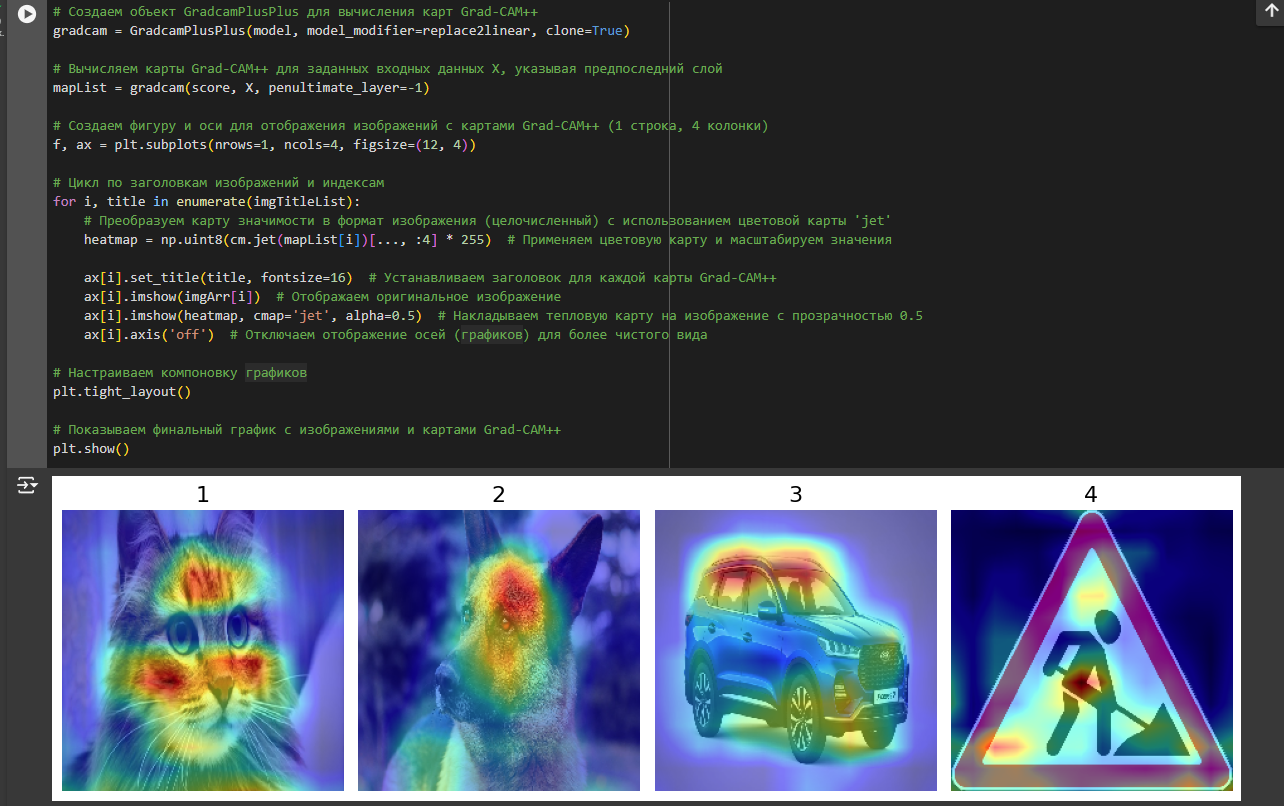 # Создаем объект GradcamPlusPlus для вычисления карт Grad-CAM++
gradcam = GradcamPlusPlus(model, model_modifier=replace2linear, clone=True)
# Вычисляем карты Grad-CAM++ для заданных входных данных X, указывая предпоследний слой
mapList = gradcam(score, X, penultimate_layer=-1)
# Создаем фигуру и оси для отображения изображений с картами Grad-CAM++ (1 строка, 4 колонки)
f, ax = plt.subplots(nrows=1, ncols=4, figsize=(12, 4))
# Цикл по заголовкам изображений и индексам
for i, title in enumerate(imgTitleList):
    # Преобразуем карту значимости в формат изображения (целочисленный) с использованием цветовой карты 'jet'
    heatmap = np.uint8(cm.jet(mapList[i])[..., :4] * 255)  # Применяем цветовую карту и масштабируем значения
    ax[i].set_title(title, fontsize=16)  # Устанавливаем заголовок для каждой карты Grad-CAM++
    ax[i].imshow(imgArr[i])  # Отображаем оригинальное изображение
    ax[i].imshow(heatmap, cmap='jet', alpha=0.5)  # Накладываем тепловую карту на изображение с прозрачностью 0.5
    ax[i].axis('off')  # Отключаем отображение осей (графиков) для более чистого вида
# Настраиваем компоновку графиков
plt.tight_layout()
# Показываем финальный график с изображениями и картами Grad-CAM++
plt.show()
1 2 3 4